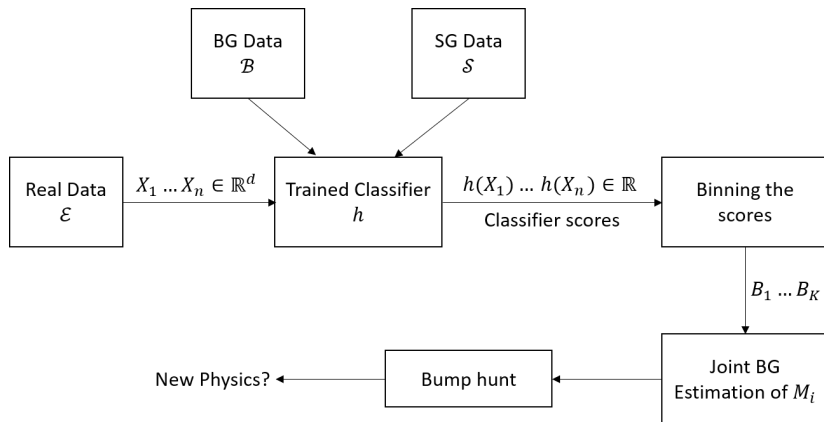 BG Data
ℬ
SG Data
𝒮
Real Data
ℰ
X₁ … Xₙ ∈ ℝᵈ
Trained Classifier
h
h(X₁) … h(Xₙ) ∈ ℝ
Classifier scores
Binning the
scores
B₁ … B_K
Joint BG
Estimation of Mᵢ
Bump hunt
New Physics?